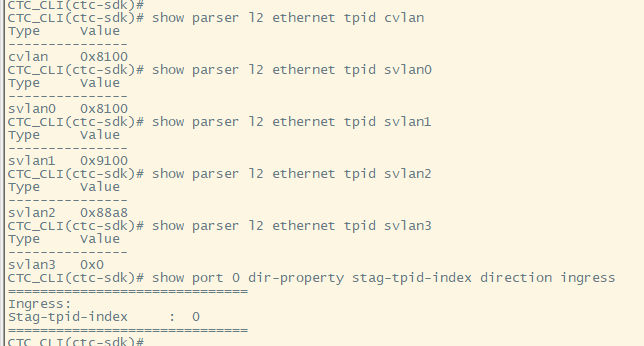 CTC_CLI(ctc-sdk)#
CTC_CLI(ctc-sdk)# show parser l2 ethernet tpid cvlan
Type     Value
---------------
cvlan    0x8100
CTC_CLI(ctc-sdk)# show parser l2 ethernet tpid svlan0
Type     Value
---------------
svlan0   0x8100
CTC_CLI(ctc-sdk)# show parser l2 ethernet tpid svlan1
Type     Value
---------------
svlan1   0x9100
CTC_CLI(ctc-sdk)# show parser l2 ethernet tpid svlan2
Type     Value
---------------
svlan2   0x88a8
CTC_CLI(ctc-sdk)# show parser l2 ethernet tpid svlan3
Type     Value
---------------
svlan3   0x0
CTC_CLI(ctc-sdk)# show port 0 dir-property stag-tpid-index direction ingress
==============================
Ingress:
Stag-tpid-index     :  0
==============================
CTC_CLI(ctc-sdk)#